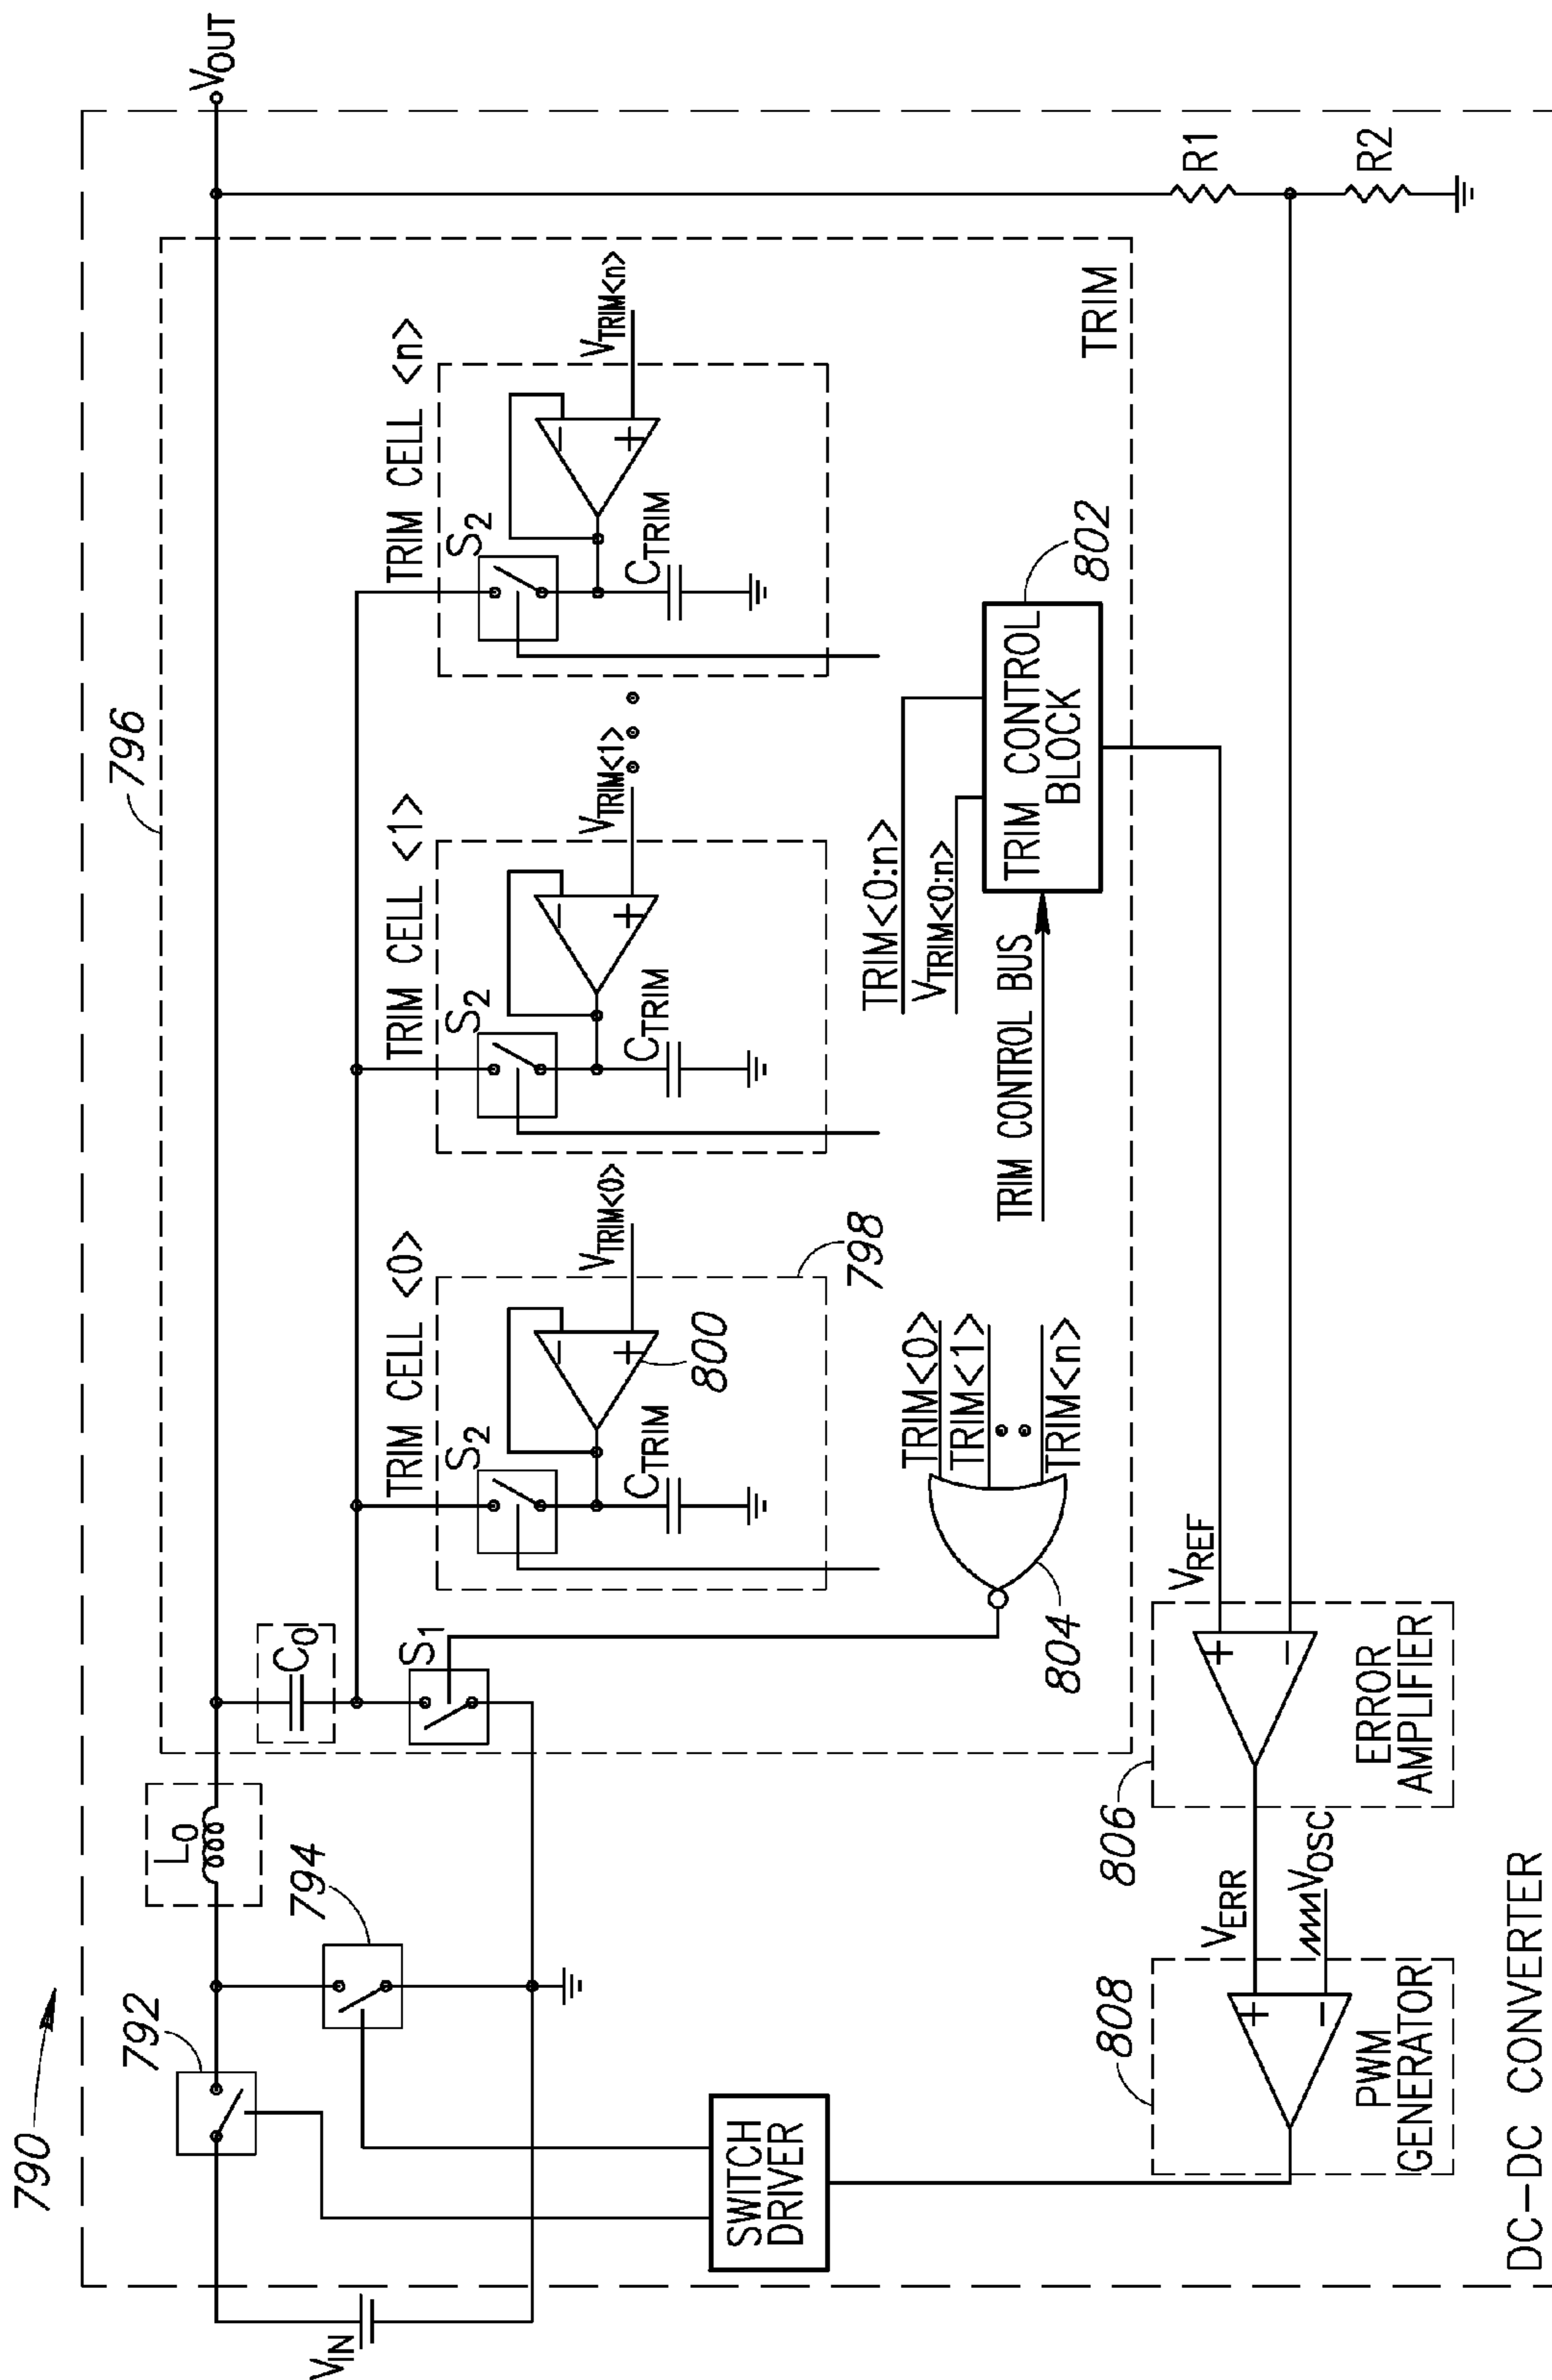 790
792
794
796
VOUT
VIN
L0
C0
S1
TRIM CELL <0>
TRIM CELL <1>
TRIM CELL <n>
S2
S2
S2
VTRIM<0>
VTRIM<1>
VTRIM<n>
–
+
–
+
–
+
CTRIM
CTRIM
CTRIM
800
798
TRIM<0>
TRIM<1>
TRIM<n>
804
TRIM<0:n>
VTRIM<0:n>
TRIM CONTROL BUS
TRIM CONTROL
BLOCK
802
TRIM
SWITCH
DRIVER
R1
R2
808
PWM
GENERATOR
+
–
VERR
VOSC
806
ERROR
AMPLIFIER
+
–
VREF
DC–DC CONVERTER